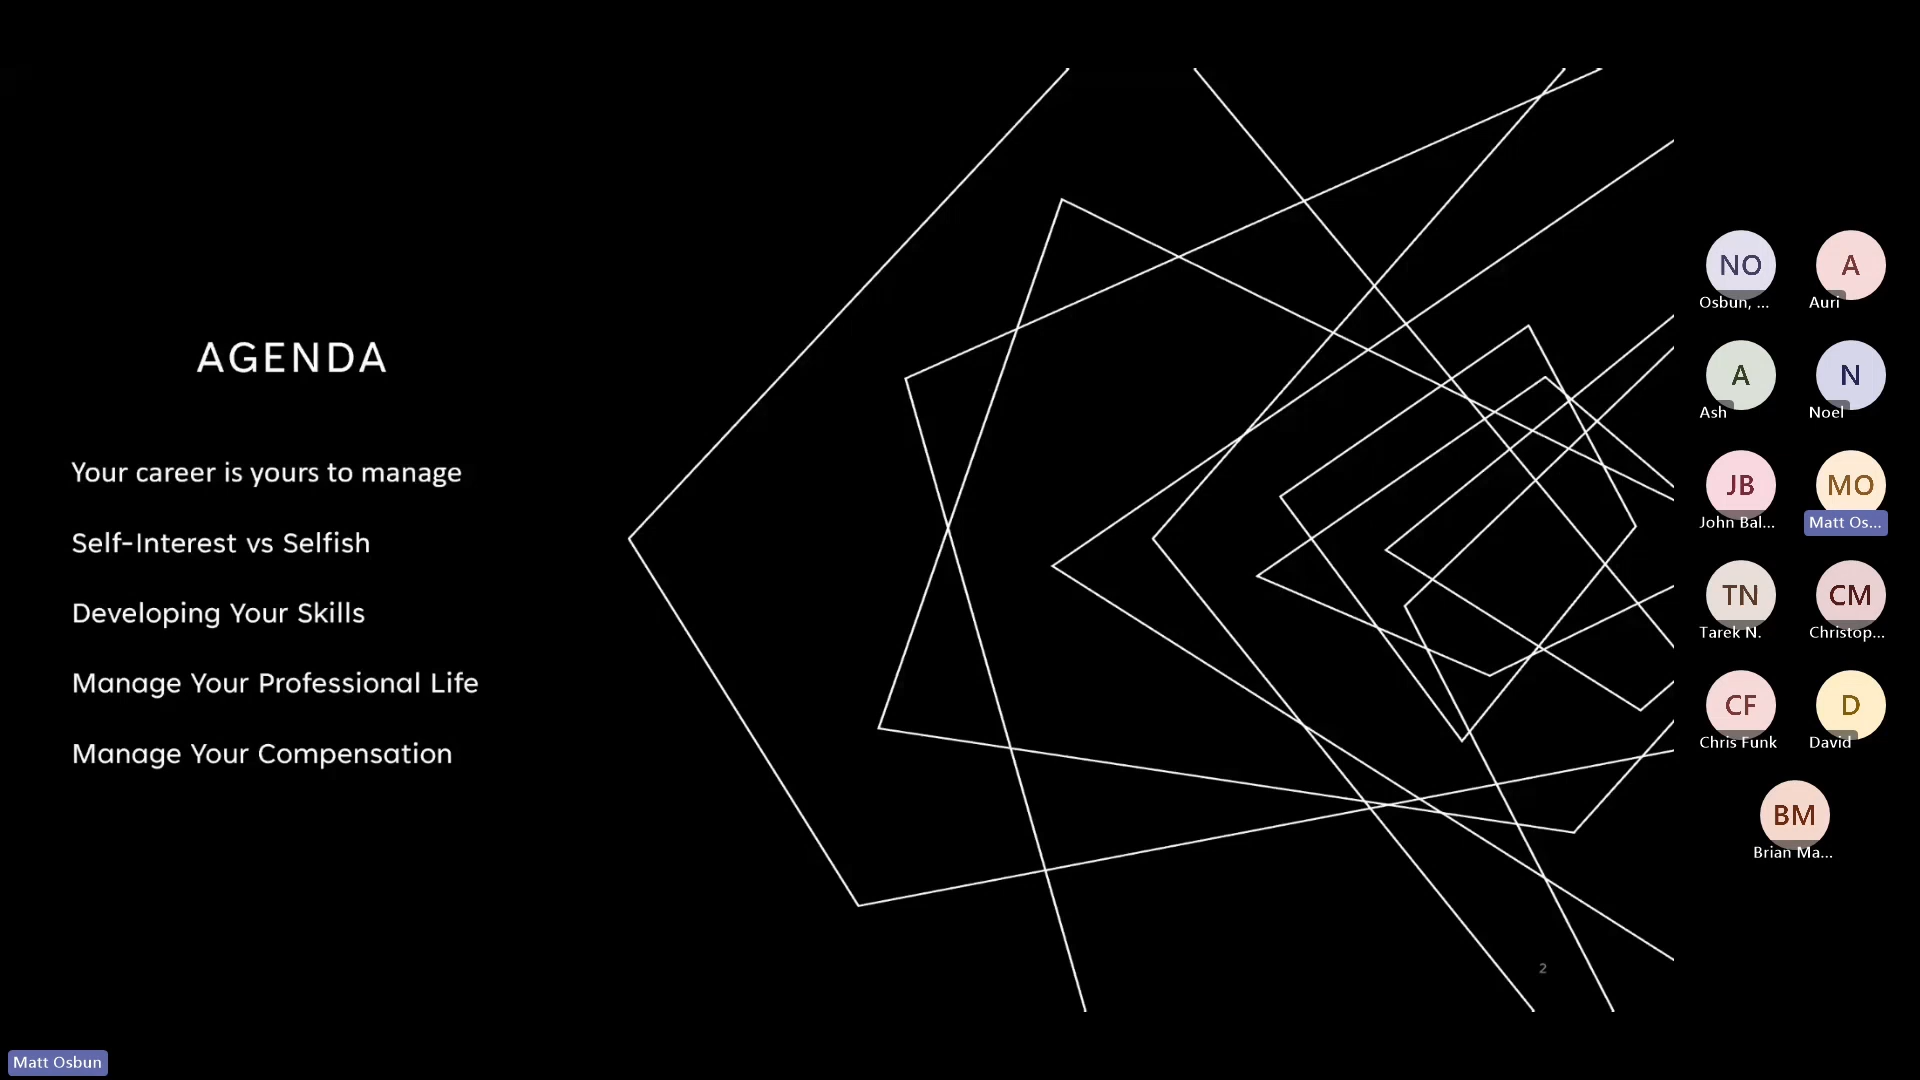 AGENDA
Your career is yours to manage
Self-Interest vs Selfish
Developing Your Skills
Manage Your Professional Life
Manage Your Compensation
2
NO
Osbun, ...
A
Auri
A
Ash
N
Noel
JB
John Bal...
MO
Matt Os...
TN
Tarek N.
CM
Christop...
CF
Chris Funk
D
David
BM
Brian Ma...
Matt Osbun